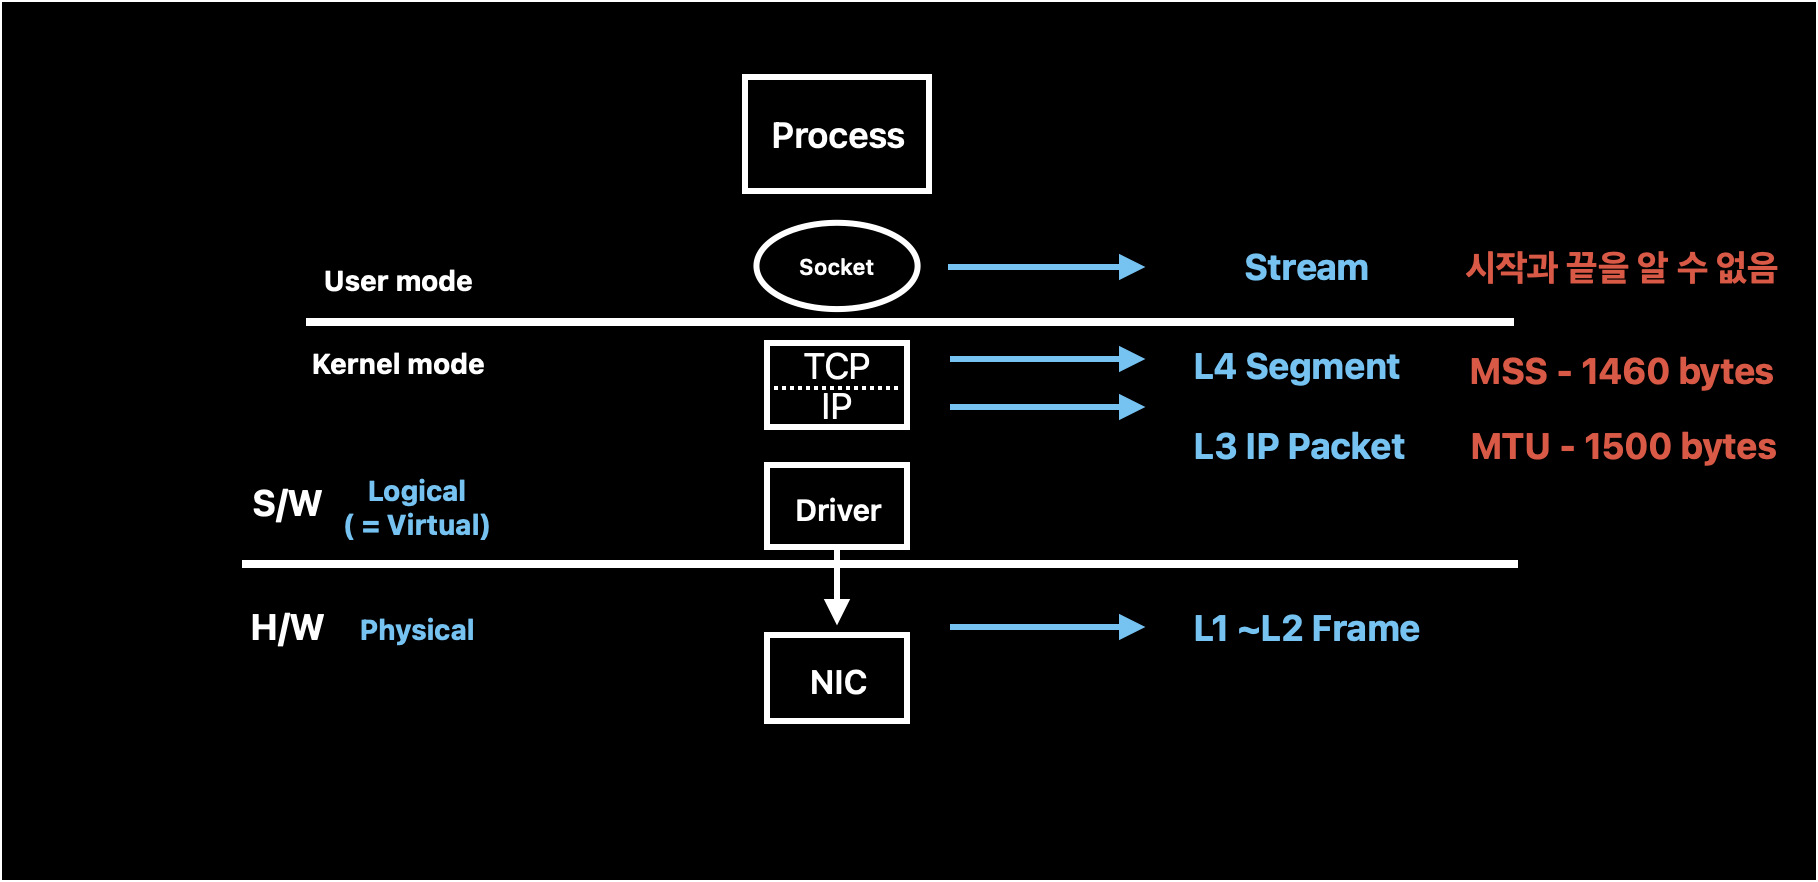 Process
Socket
Stream
시작과 끝을 알 수 없음
User mode
Kernel mode
TCP
IP
L4 Segment
MSS - 1460 bytes
L3 IP Packet
MTU - 1500 bytes
S/W
Logical
( = Virtual)
Driver
H/W
Physical
L1 ~L2 Frame
NIC